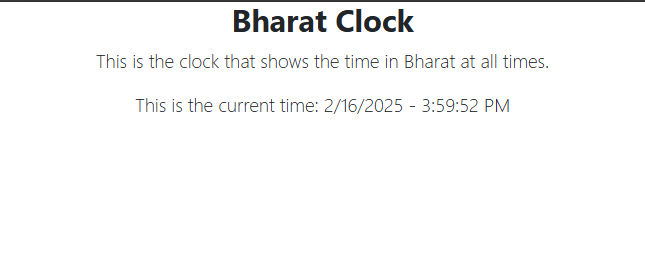 Bharat Clock
This is the clock that shows the time in Bharat at all times.
This is the current time: 2/16/2025 - 3:59:52 PM